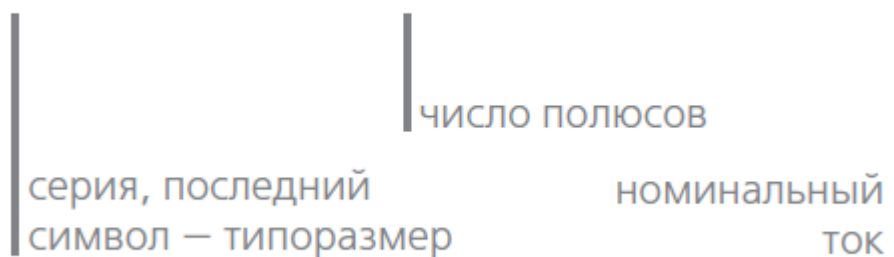 число полюсов
серия, последний
символ — типоразмер
номинальный
ток